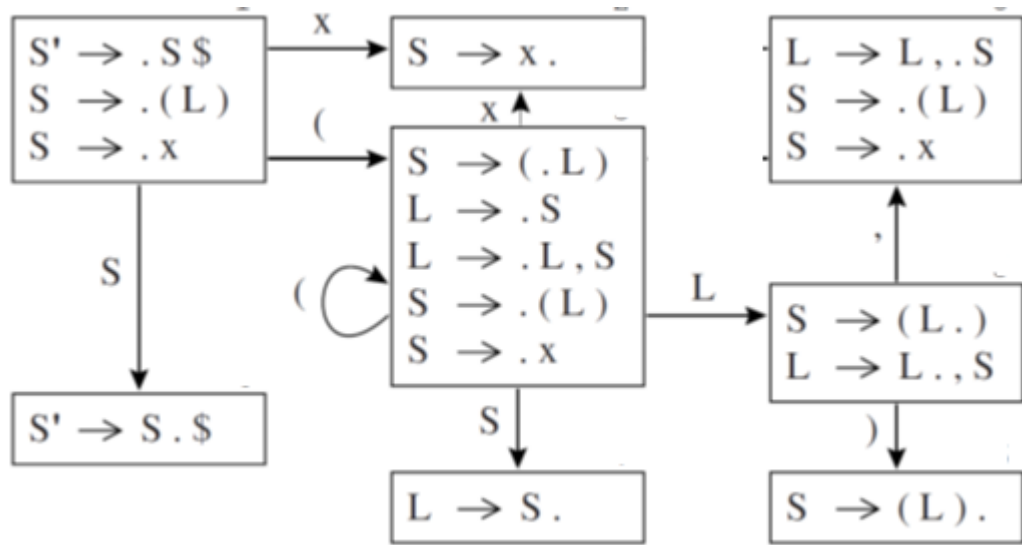 S' → . S $
S → . ( L )
S → . x
x
S → x .
L → L , . S
S → . ( L )
S → . x
(
x
S → ( . L )
L → . S
L → . L , S
S → . ( L )
S → . x
S
(
L
,
S → ( L . )
L → L . , S
S' → S . $
S
)
L → S .
S → ( L ) .